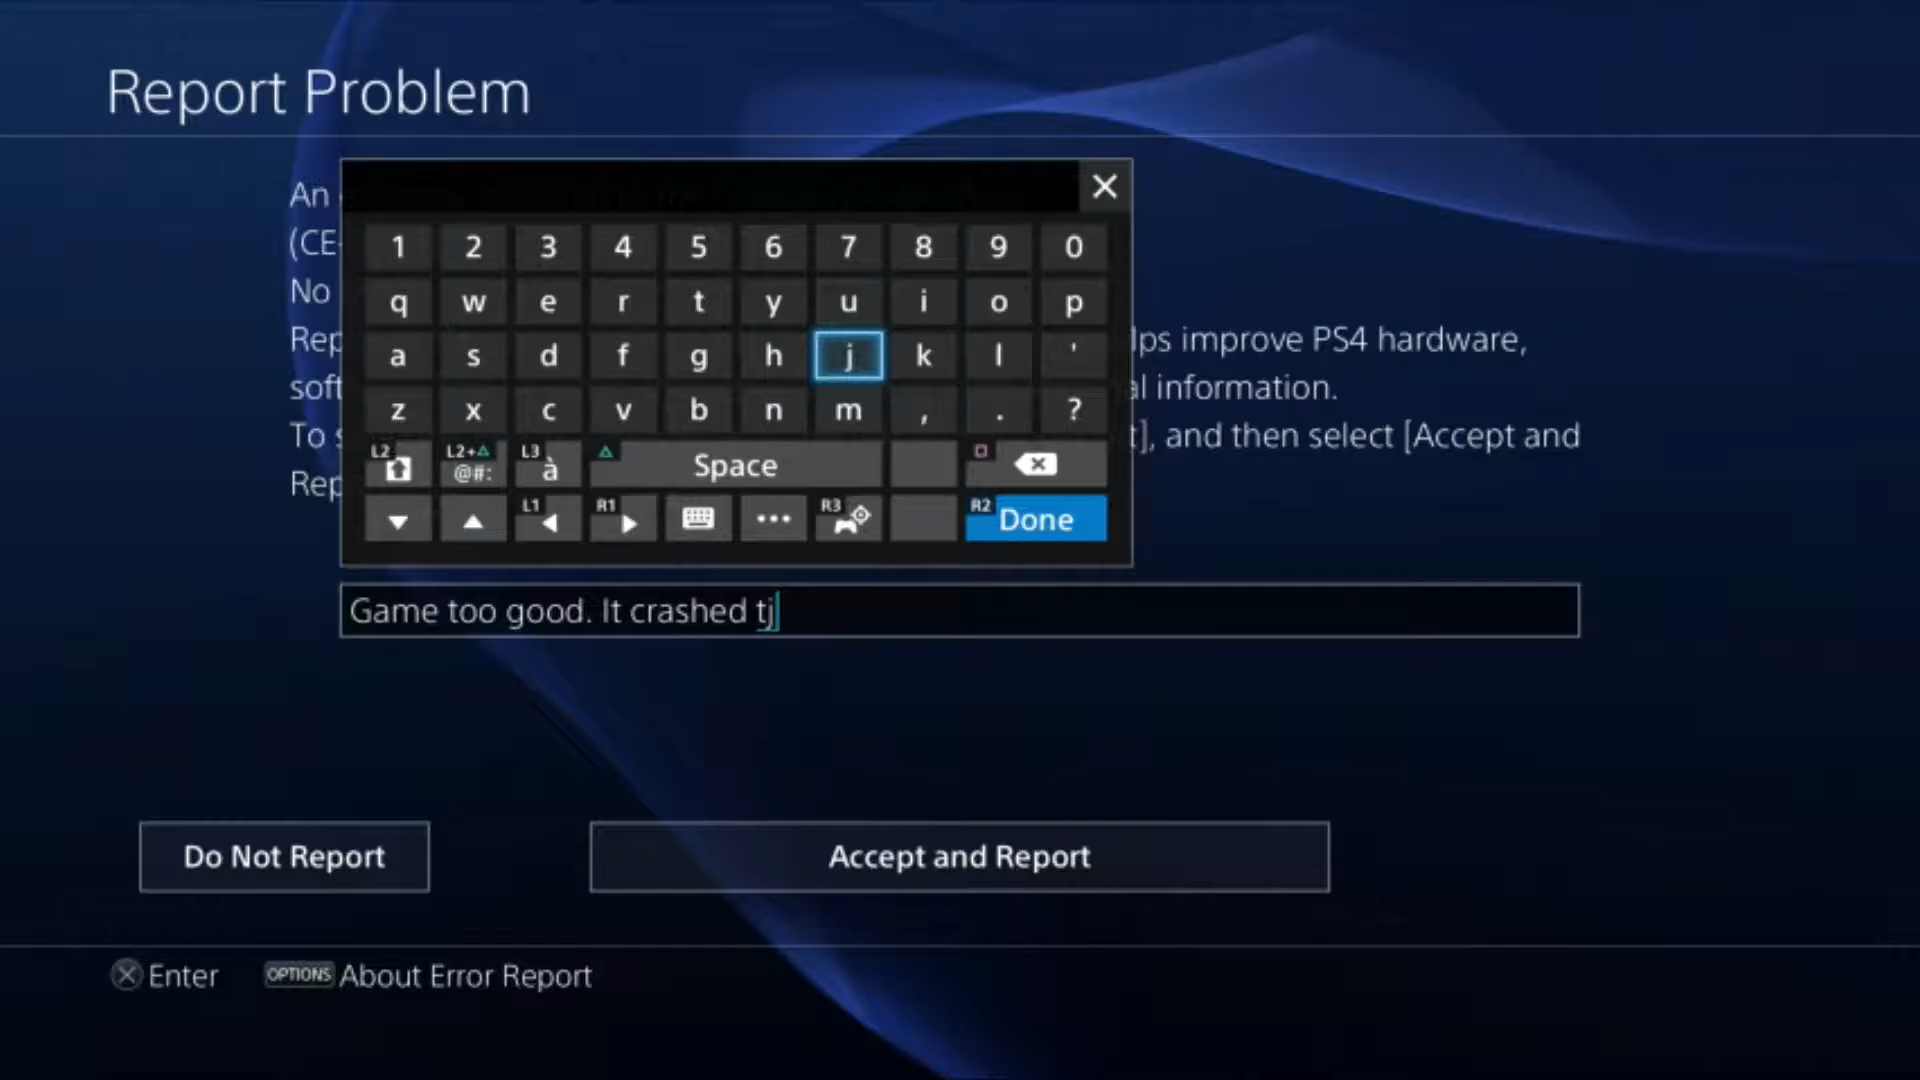 Report Problem
An
(CE-
No
1 2 3 4 5 6 7 8 9 0
q w e r t y u i o p
a s d f g h j k l '
z x c v b n m , . ?
L2 L2+△ @#: L3 à △ Space □
L1 R1 ... R3 R2 Done
Rep lps improve PS4 hardware,
soft al information.
To s t], and then select [Accept and
Rep
Game too good. It crashed tj
Do Not Report
Accept and Report
Enter OPTIONS About Error Report